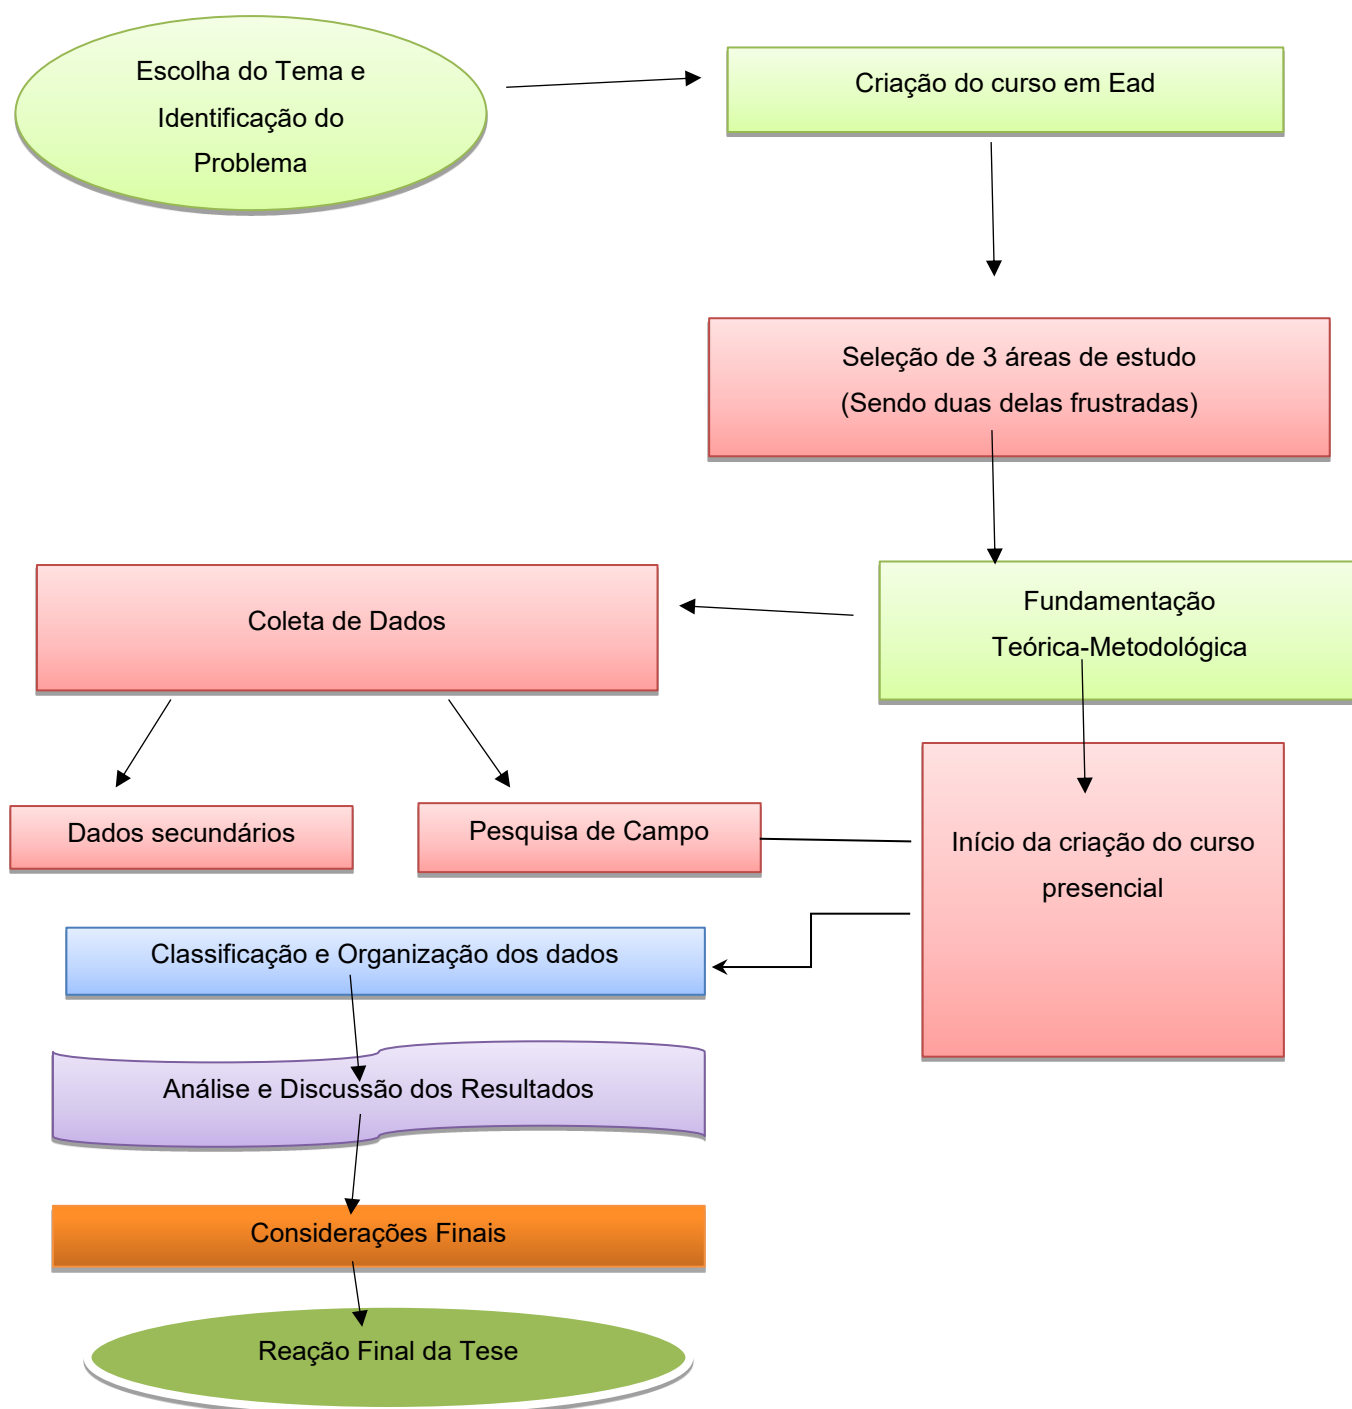 Escolha do Tema e
Identificação do
Problema
Criação do curso em Ead
Seleção de 3 áreas de estudo
(Sendo duas delas frustradas)
Fundamentação
Teórica-Metodológica
Coleta de Dados
Dados secundários
Pesquisa de Campo
Início da criação do curso
presencial
Classificação e Organização dos dados
Análise e Discussão dos Resultados
Considerações Finais
Reação Final da Tese